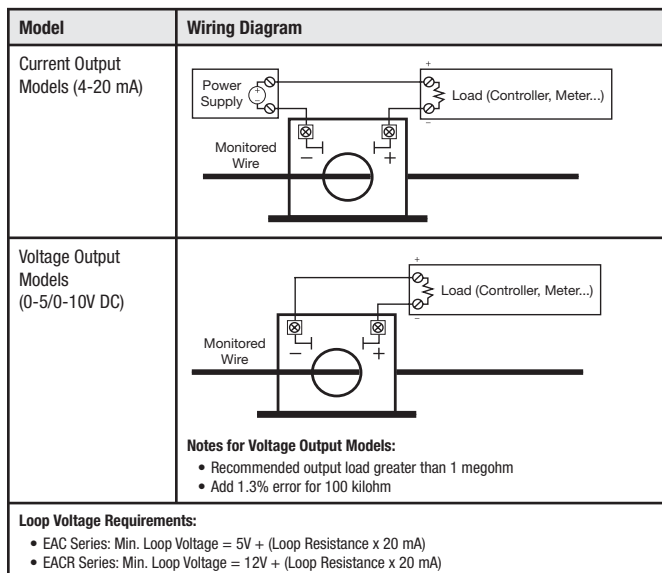 Model
Wiring Diagram
Current Output
Models (4-20 mA)
Power
Supply
+
−
+
−
Load (Controller, Meter...)
Monitored
Wire
−
+
Voltage Output
Models
(0-5/0-10V DC)
+
−
Load (Controller, Meter...)
Monitored
Wire
−
+
Notes for Voltage Output Models:
• Recommended output load greater than 1 megohm
• Add 1.3% error for 100 kilohm
Loop Voltage Requirements:
• EAC Series: Min. Loop Voltage = 5V + (Loop Resistance x 20 mA)
• EACR Series: Min. Loop Voltage = 12V + (Loop Resistance x 20 mA)